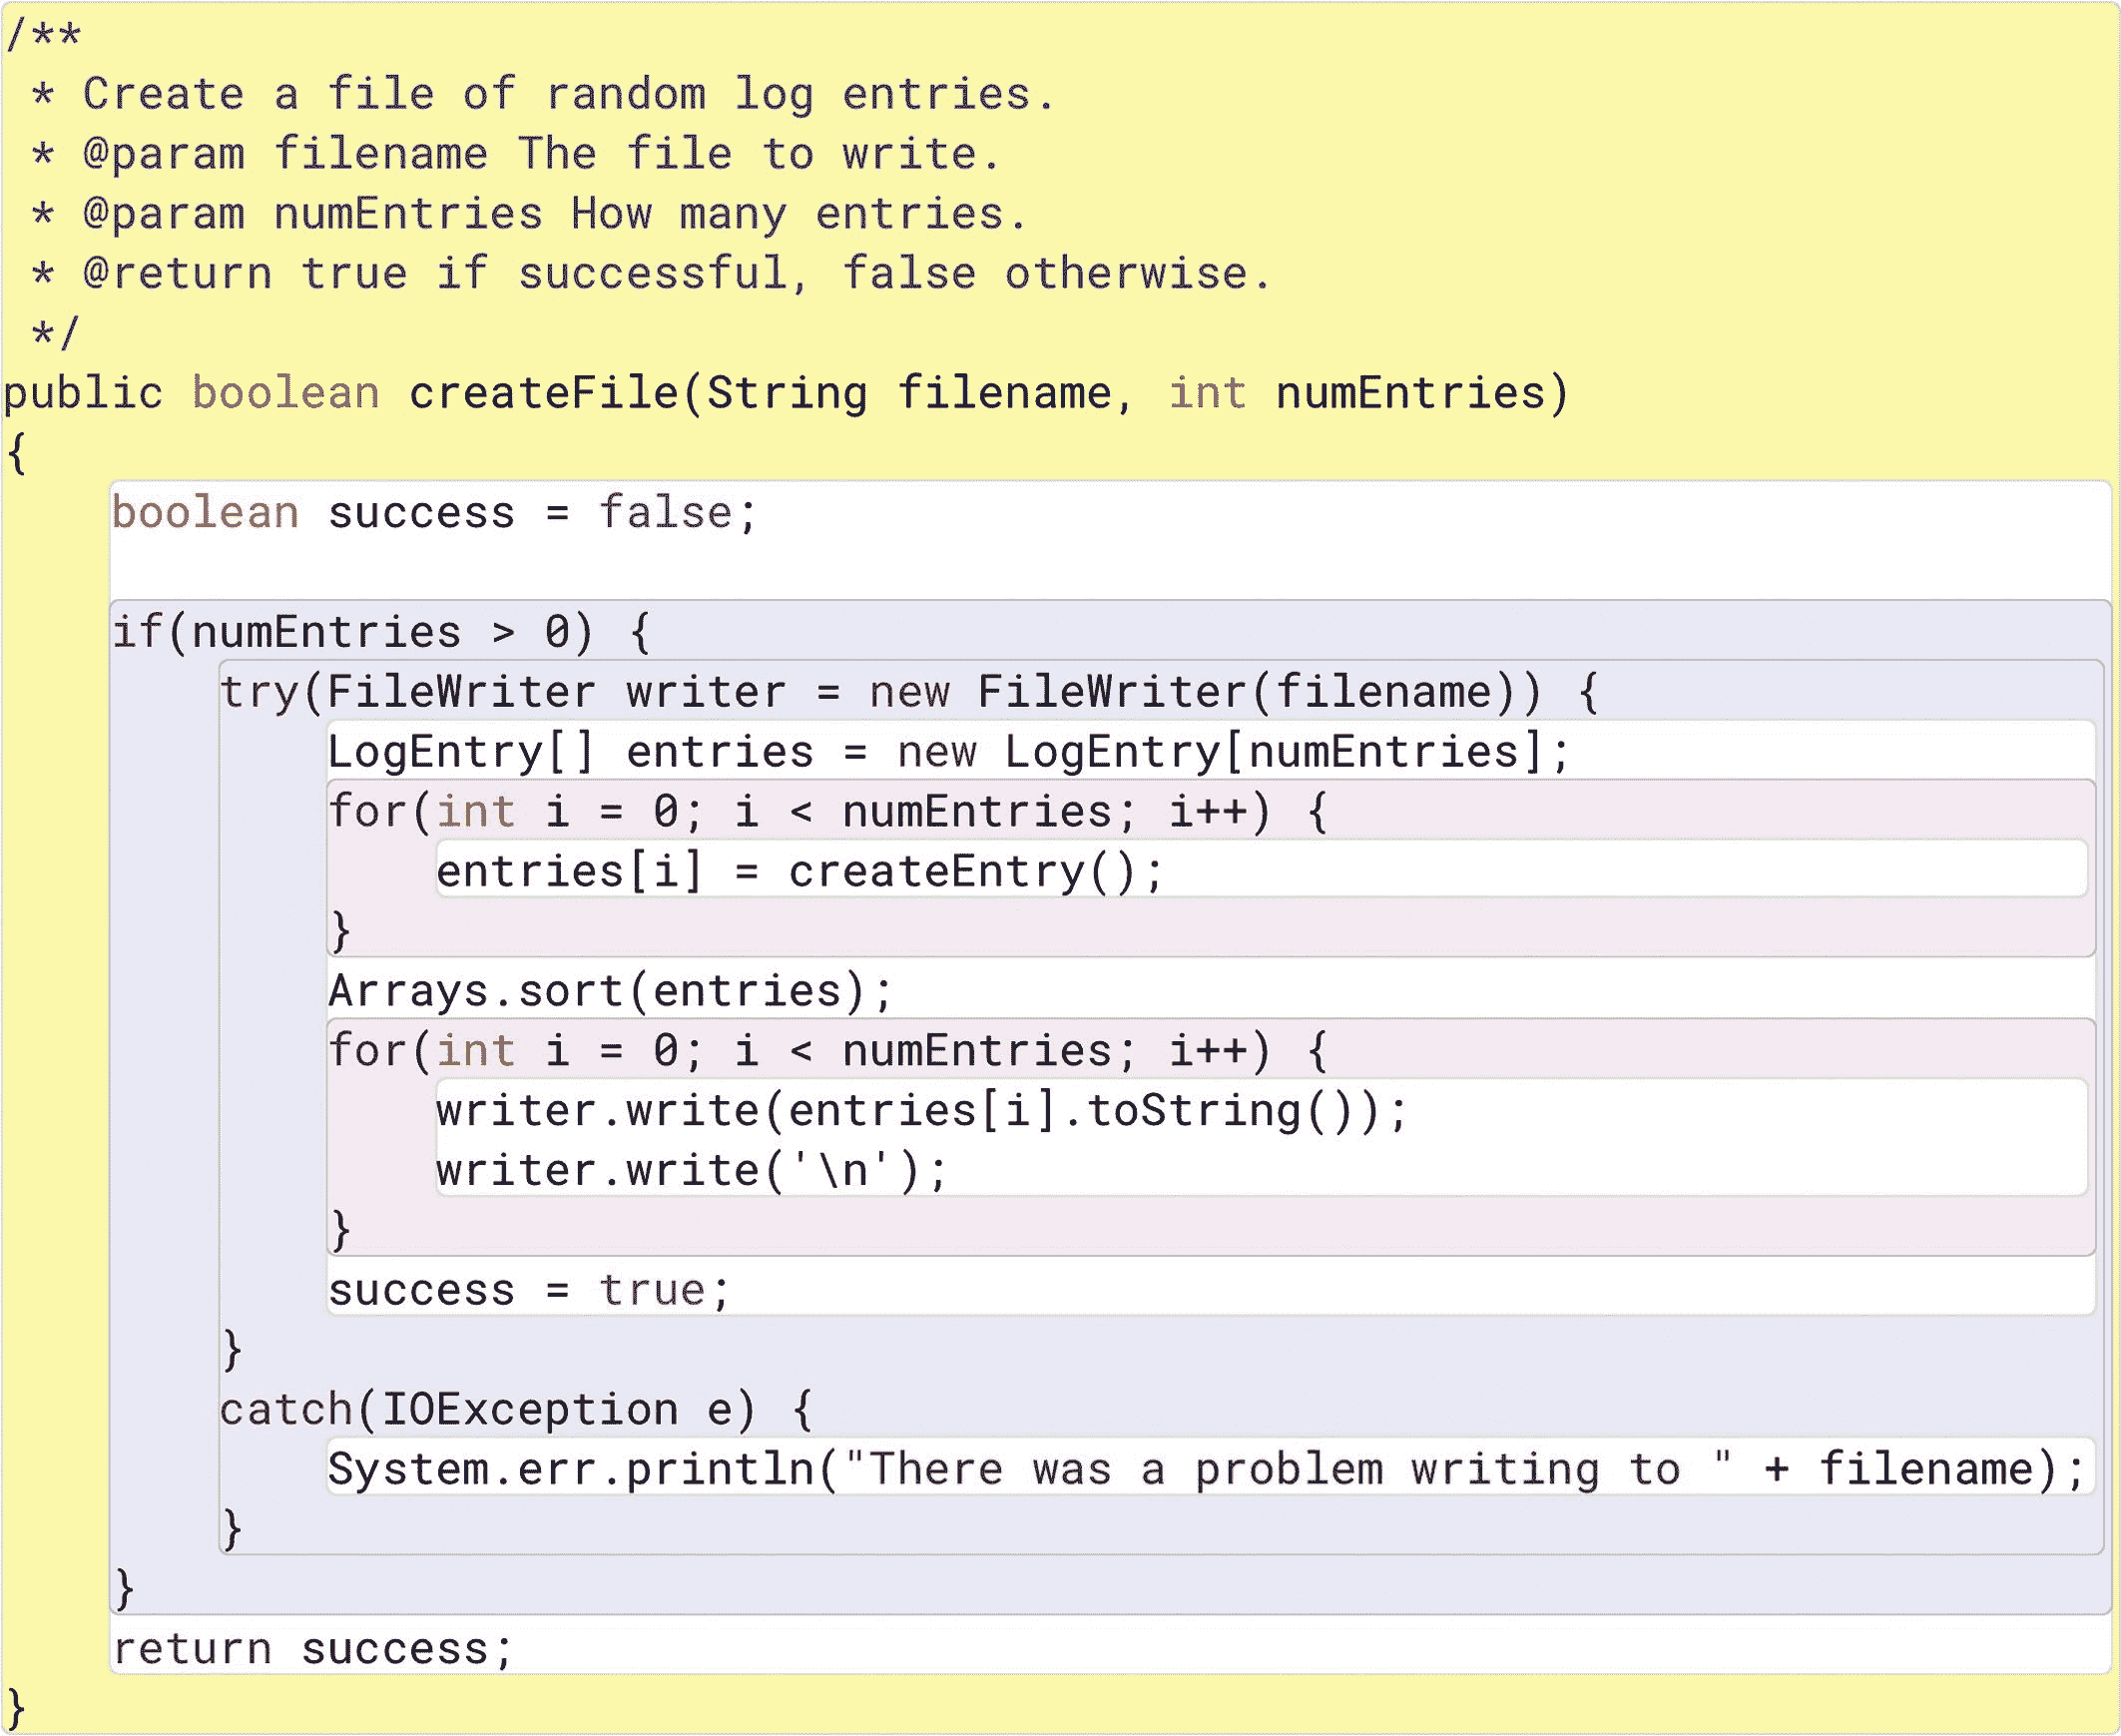 /**
 * Create a file of random log entries.
 * @param filename The file to write.
 * @param numEntries How many entries.
 * @return true if successful, false otherwise.
 */
public boolean createFile(String filename, int numEntries)
{
    boolean success = false;

    if(numEntries > 0) {
        try(FileWriter writer = new FileWriter(filename)) {
            LogEntry[] entries = new LogEntry[numEntries];
            for(int i = 0; i < numEntries; i++) {
                entries[i] = createEntry();
            }
            Arrays.sort(entries);
            for(int i = 0; i < numEntries; i++) {
                writer.write(entries[i].toString());
                writer.write('\n');
            }
            success = true;
        }
        catch(IOException e) {
            System.err.println("There was a problem writing to " + filename);
        }
    }
    return success;
}